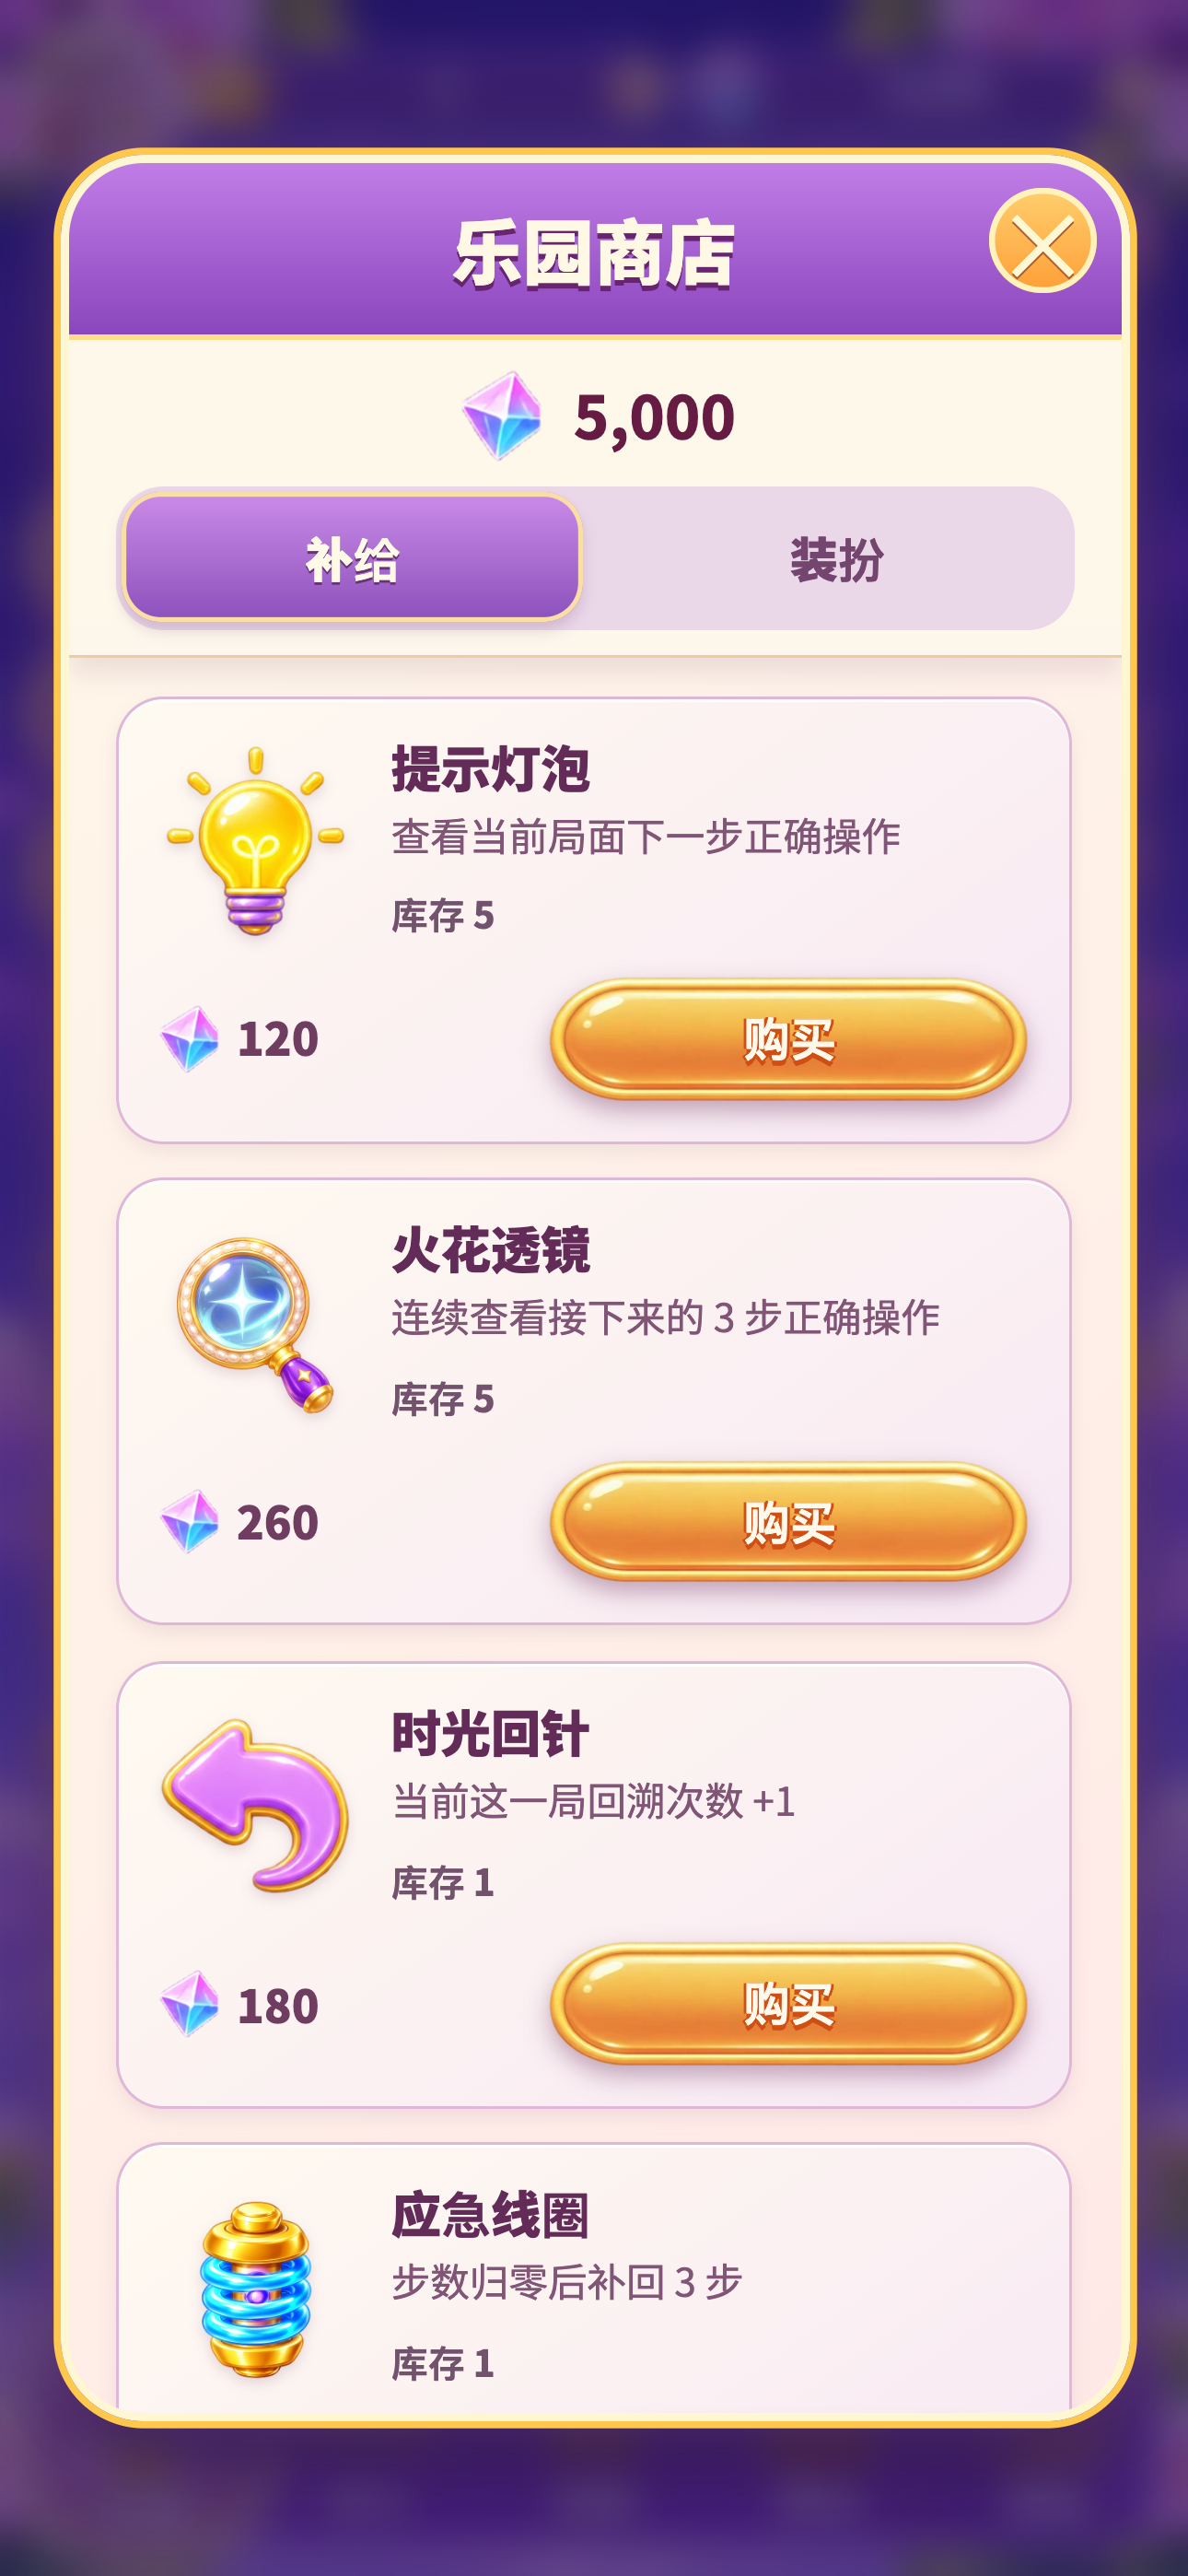 乐园商店
5,000
补给
装扮
提示灯泡
查看当前局面下一步正确操作
库存 5
120
购买
火花透镜
连续查看接下来的 3 步正确操作
库存 5
260
购买
时光回针
当前这一局回溯次数 +1
库存 1
180
购买
应急线圈
步数归零后补回 3 步
库存 1